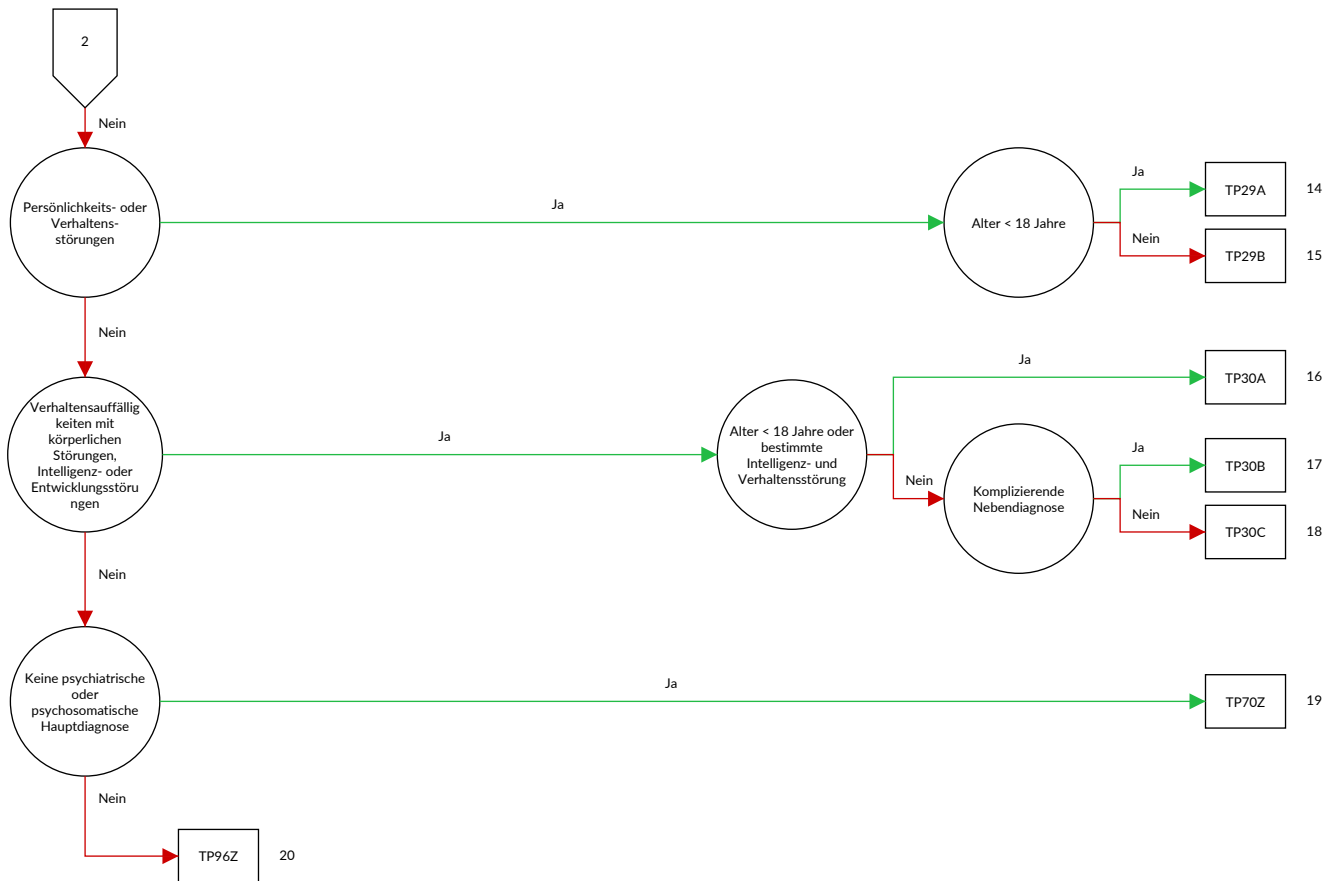 2
Nein
Persönlichkeits- oder
Verhaltens-
störungen
Ja
Alter < 18 Jahre
Ja
TP29A
14
Nein
TP29B
15
Nein
Verhaltensauffällig
keiten mit
körperlichen
Störungen,
Intelligenz- oder
Entwicklungsstöru
ngen
Ja
Alter < 18 Jahre oder
bestimmte
Intelligenz- und
Verhaltensstörung
Ja
TP30A
16
Nein
Komplizierende
Nebendiagnose
Ja
TP30B
17
Nein
TP30C
18
Nein
Keine psychiatrische
oder
psychosomatische
Hauptdiagnose
Ja
TP70Z
19
Nein
TP96Z
20